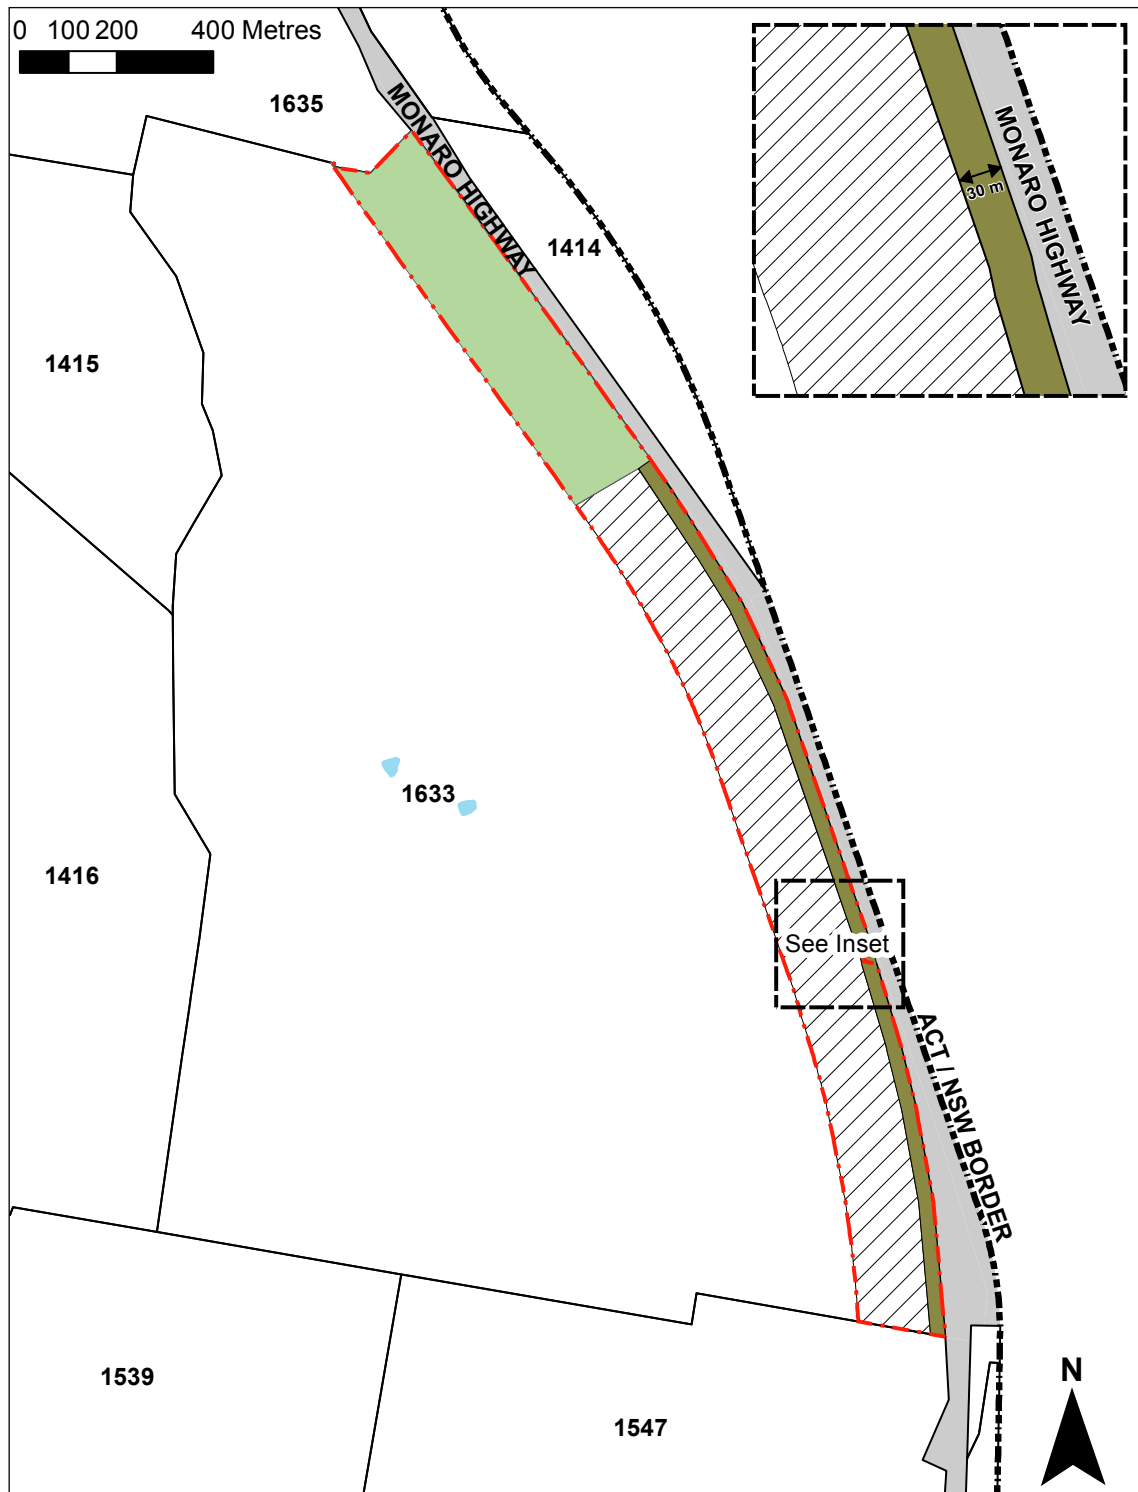 0 100 200 400 Metres
1635
MONARO HIGHWAY
1414
30 m
MONARO HIGHWAY
1415
1633
1416
See Inset
ACT / NSW BORDER
1539
1547
N